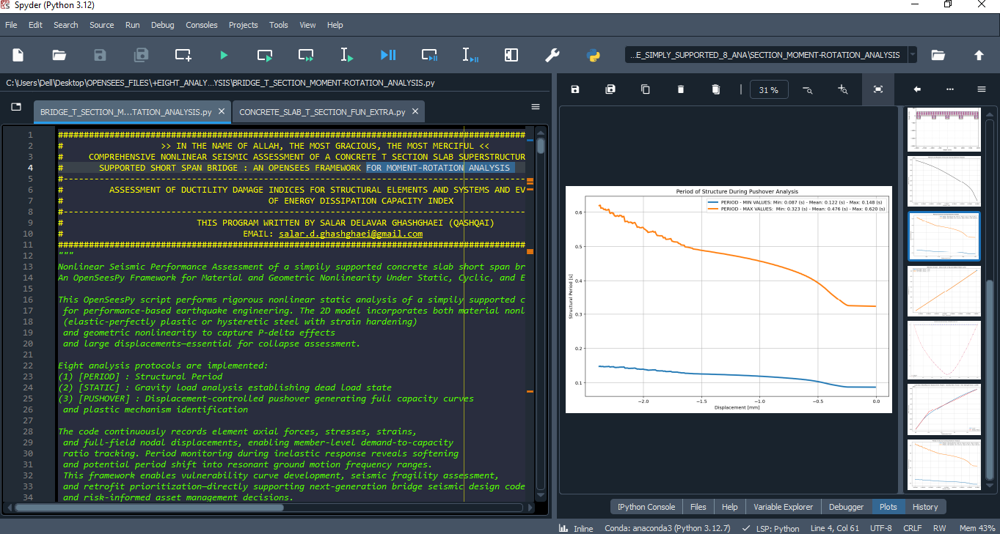 Spyder (Python 3.12)
File Edit Search Source Run Debug Consoles Projects Tools View Help
...E_SIMPLY_SUPPORTED_8_ANA\SECTION_MOMENT-ROTATION_ANALYSIS
C:\Users\Dell\Desktop\OPENSEES_FILES\+EIGHT_ANALY...YSIS\BRIDGE_T_SECTION_MOMENT-ROTATION_ANALYSIS.py
31 %
BRIDGE_T_SECTION_M...TATION_ANALYSIS.py
CONCRETE_SLAB_T_SECTION_FUN_EXTRA.py
1 ###########################################################################################
2 # >> IN THE NAME OF ALLAH, THE MOST GRACIOUS, THE MOST MERCIFUL <<
3 # COMPREHENSIVE NONLINEAR SEISMIC ASSESSMENT OF A CONCRETE T SECTION SLAB SUPERSTRUCTUR
4 # SUPPORTED SHORT SPAN BRIDGE : AN OPENSEES FRAMEWORK FOR MOMENT-ROTATION ANALYSIS
5 #------------------------------------------------------------------------------------------
6 # ASSESSMENT OF DUCTILITY DAMAGE INDICES FOR STRUCTURAL ELEMENTS AND SYSTEMS AND EV
7 # OF ENERGY DISSIPATION CAPACITY INDEX
8 #------------------------------------------------------------------------------------------
9 # THIS PROGRAM WRITTEN BY SALAR DELAVAR GHASHGHAEI (QASHQAI)
10 # EMAIL: salar.d.ghashghaei@gmail.com
11 ###########################################################################################
12 """
13 Nonlinear Seismic Performance Assessment of a simpily supported concrete slab short span br
14 An OpenSeesPy Framework for Material and Geometric Nonlinearity Under Static, Cyclic, and E
15
16 This OpenSeesPy script performs rigorous nonlinear static analysis of a simpily supported c
17 for performance-based earthquake engineering. The 2D model incorporates both material nonl
18 (elastic-perfectly plastic or hysteretic steel with strain hardening)
19 and geometric nonlinearity to capture P-delta effects
20 and large displacements—essential for collapse assessment.
21
22 Eight analysis protocols are implemented:
23 (1) [PERIOD] : Structural Period
24 (2) [STATIC] : Gravity load analysis establishing dead load state
25 (3) [PUSHOVER] : Displacement-controlled pushover generating full capacity curves
26 and plastic mechanism identification
27
28 The code continuously records element axial forces, stresses, strains,
29 and full-field nodal displacements, enabling member-level demand-to-capacity
30 ratio tracking. Period monitoring during inelastic response reveals softening
31 and potential period shift into resonant ground motion frequency ranges.
32 This framework enables vulnerability curve development, seismic fragility assessment,
33 and retrofit prioritization—directly supporting next-generation bridge seismic design code
34 and risk-informed asset management decisions.
Period of Structure During Pushover Analysis
PERIOD - MIN VALUES: Min: 0.087 (s) - Mean: 0.122 (s) - Max: 0.148 (s)
PERIOD - MAX VALUES: Min: 0.323 (s) - Mean: 0.476 (s) - Max: 0.620 (s)
Structural Period [s]
0.6
0.5
0.4
0.3
0.2
0.1
−2.0 −1.5 −1.0 −0.5 0.0
Displacement [mm]
IPython Console Files Help Variable Explorer Debugger Plots History
Inline Conda: anaconda3 (Python 3.12.7) LSP: Python Line 4, Col 61 UTF-8 CRLF RW Mem 43%